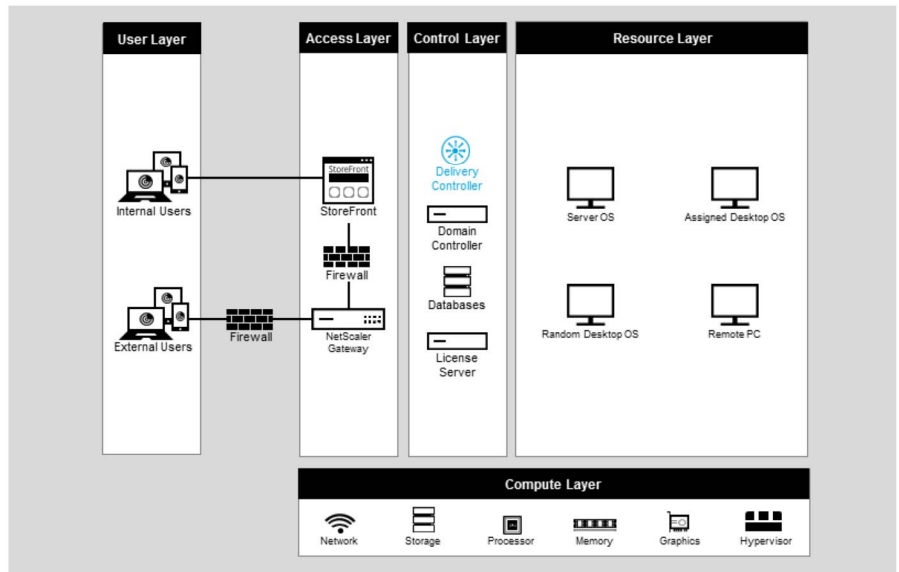 User Layer
Access Layer
Control Layer
Resource Layer
StoreFront
Internal Users
StoreFront
Delivery
Controller
Server OS
Assigned Desktop OS
Domain
Controller
Firewall
Databases
External Users
Firewall
NetScaler
Gateway
Random Desktop OS
Remote PC
License
Server
Compute Layer
Network
Storage
Processor
Memory
Graphics
Hypervisor